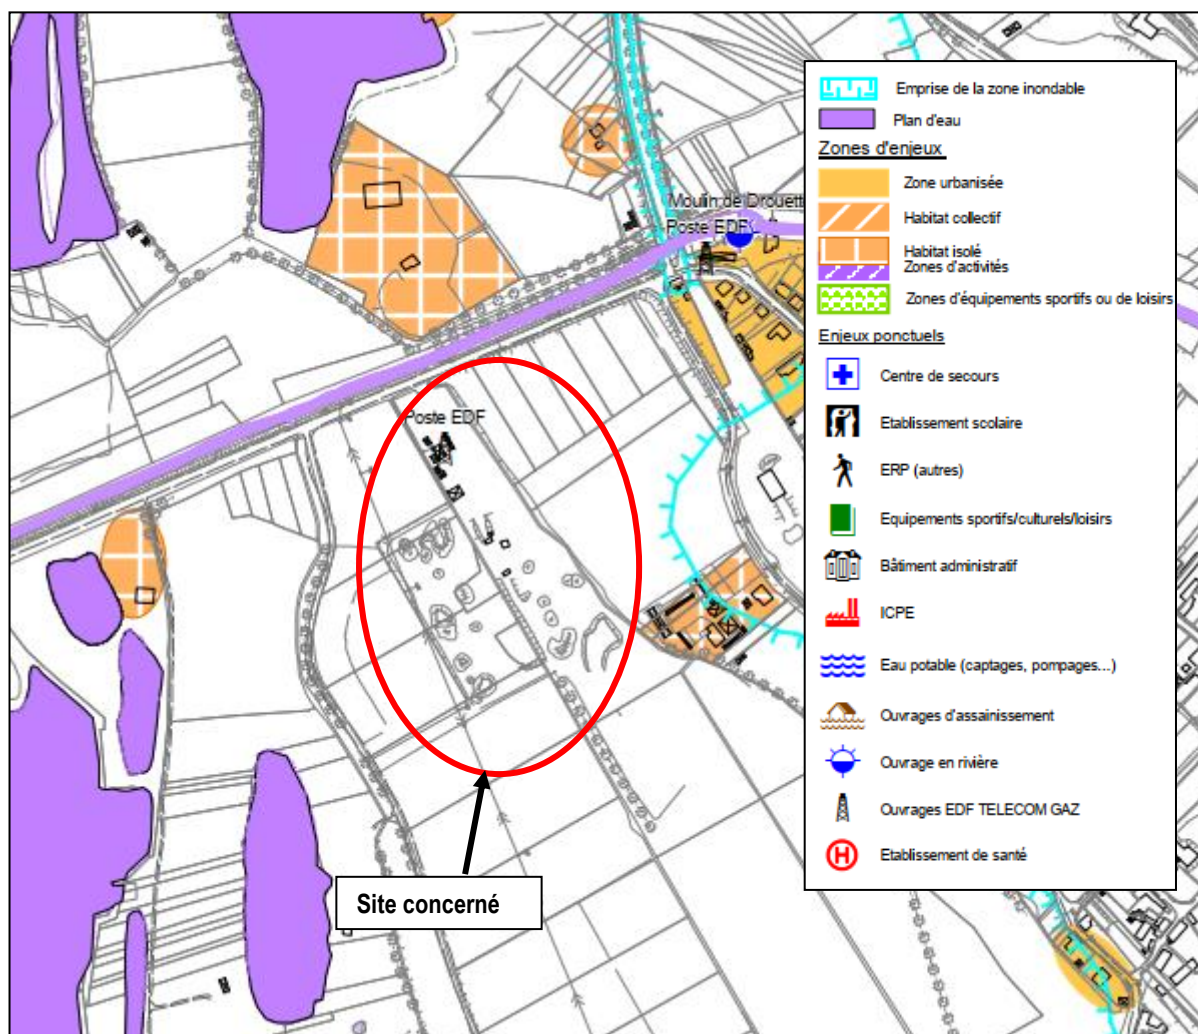 Emprise de la zone inondable
Plan d'eau
Zones d'enjeux
Zone urbanisée
Habitat collectif
Habitat isolé
Zones d'activités
Zones d'équipements sportifs ou de loisirs
Enjeux ponctuels
Centre de secours
Etablissement scolaire
ERP (autres)
Equipements sportifs/culturels/loisirs
Bâtiment administratif
ICPE
Eau potable (captages, pompages...)
Ouvrages d'assainissement
Ouvrage en rivière
Ouvrages EDF TELECOM GAZ
H
Etablissement de santé
Moulin de Drouett
Poste EDF
Poste EDF
Site concerné